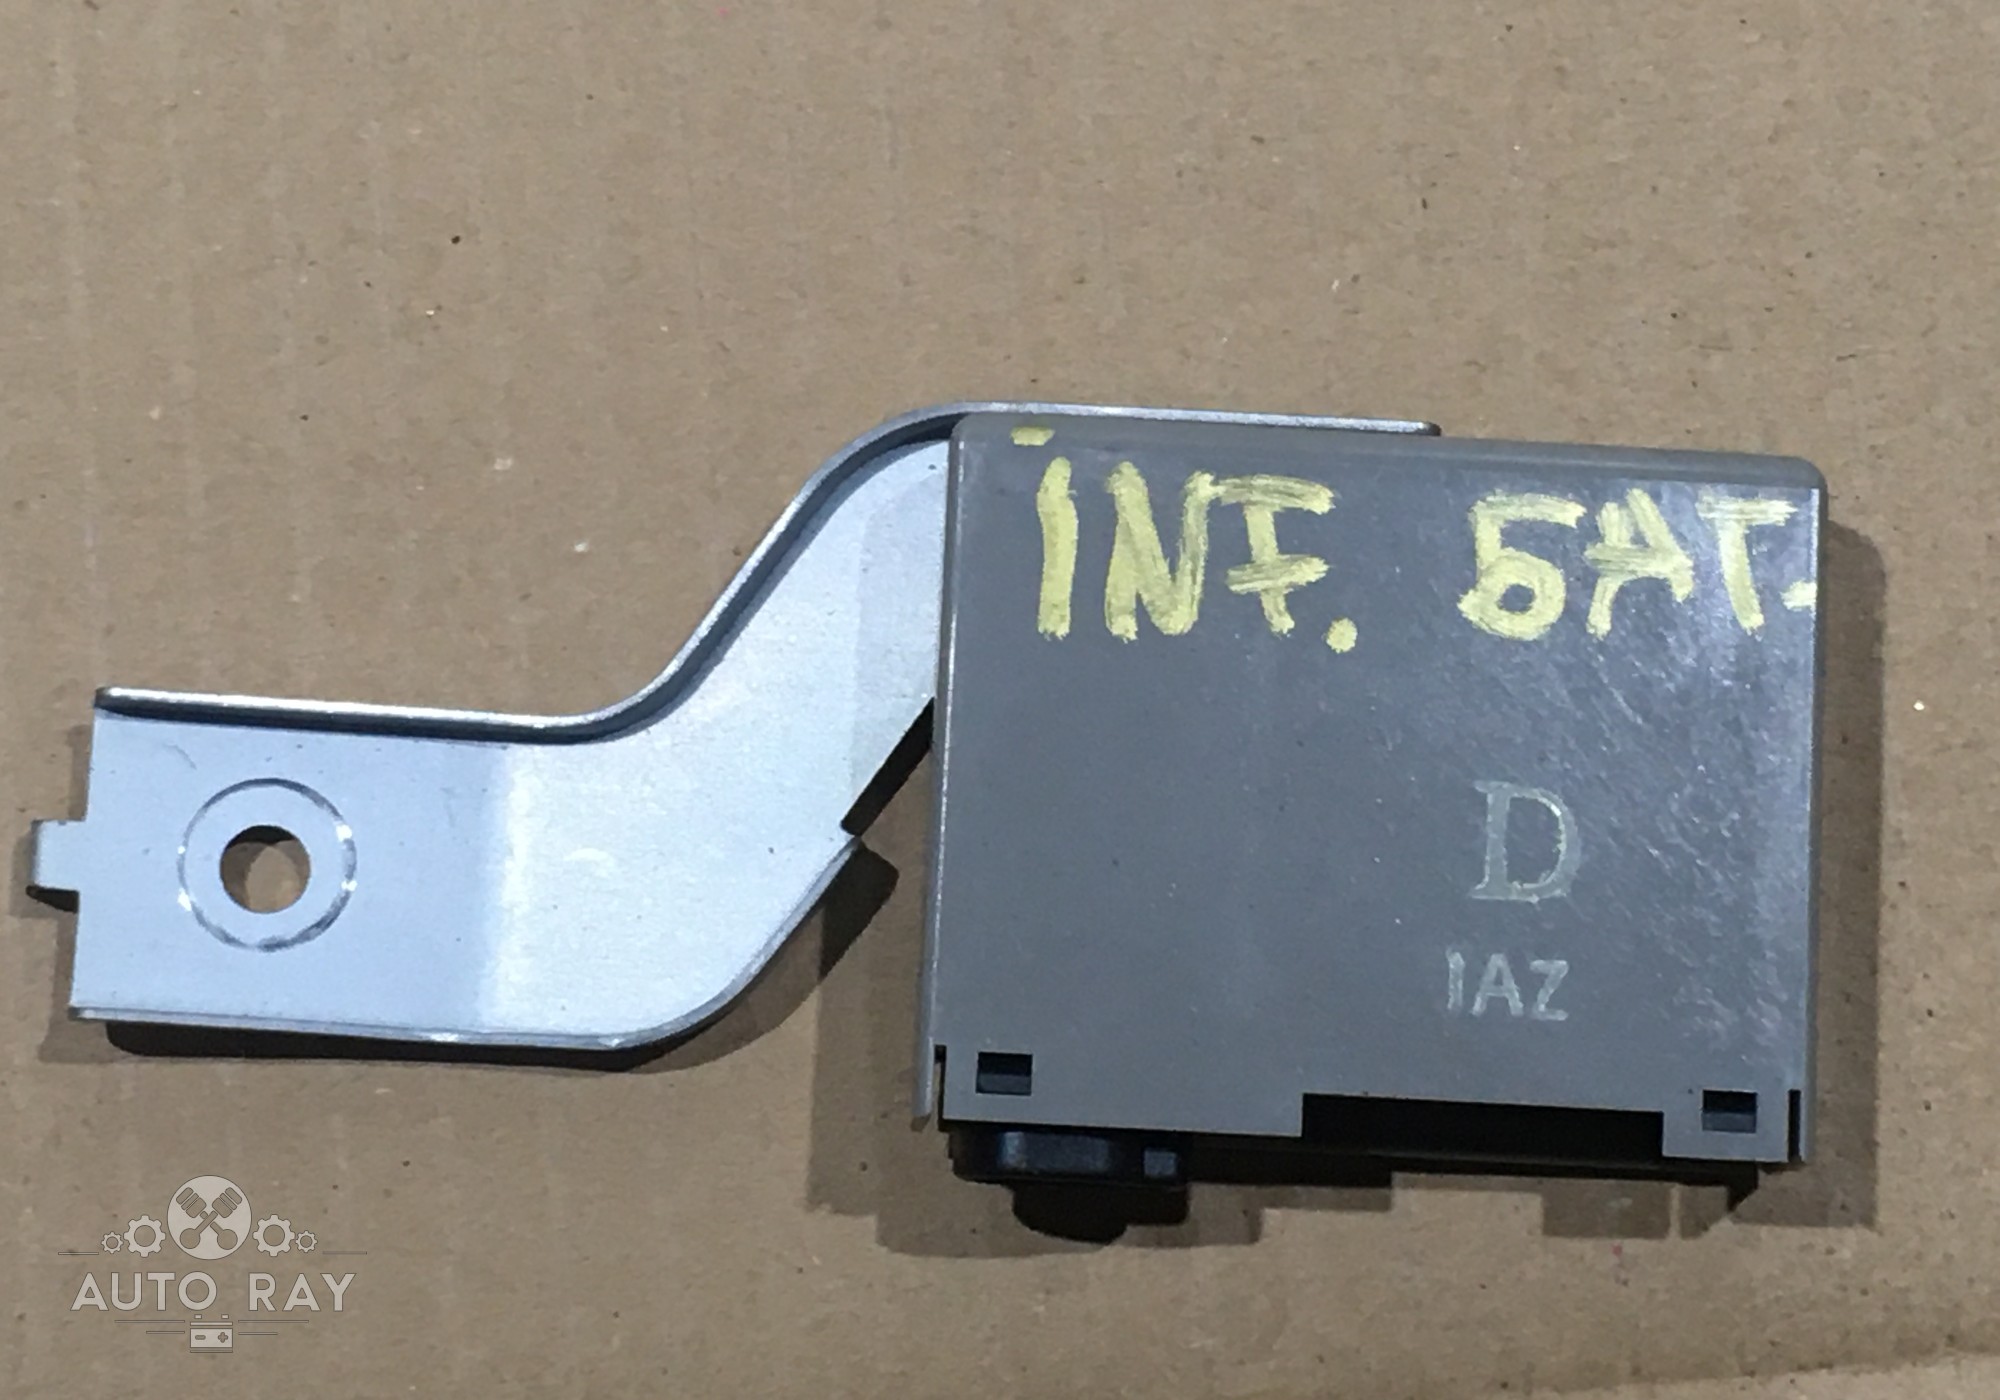 INF. БАТ.
D
1AZ
AUTO RAY